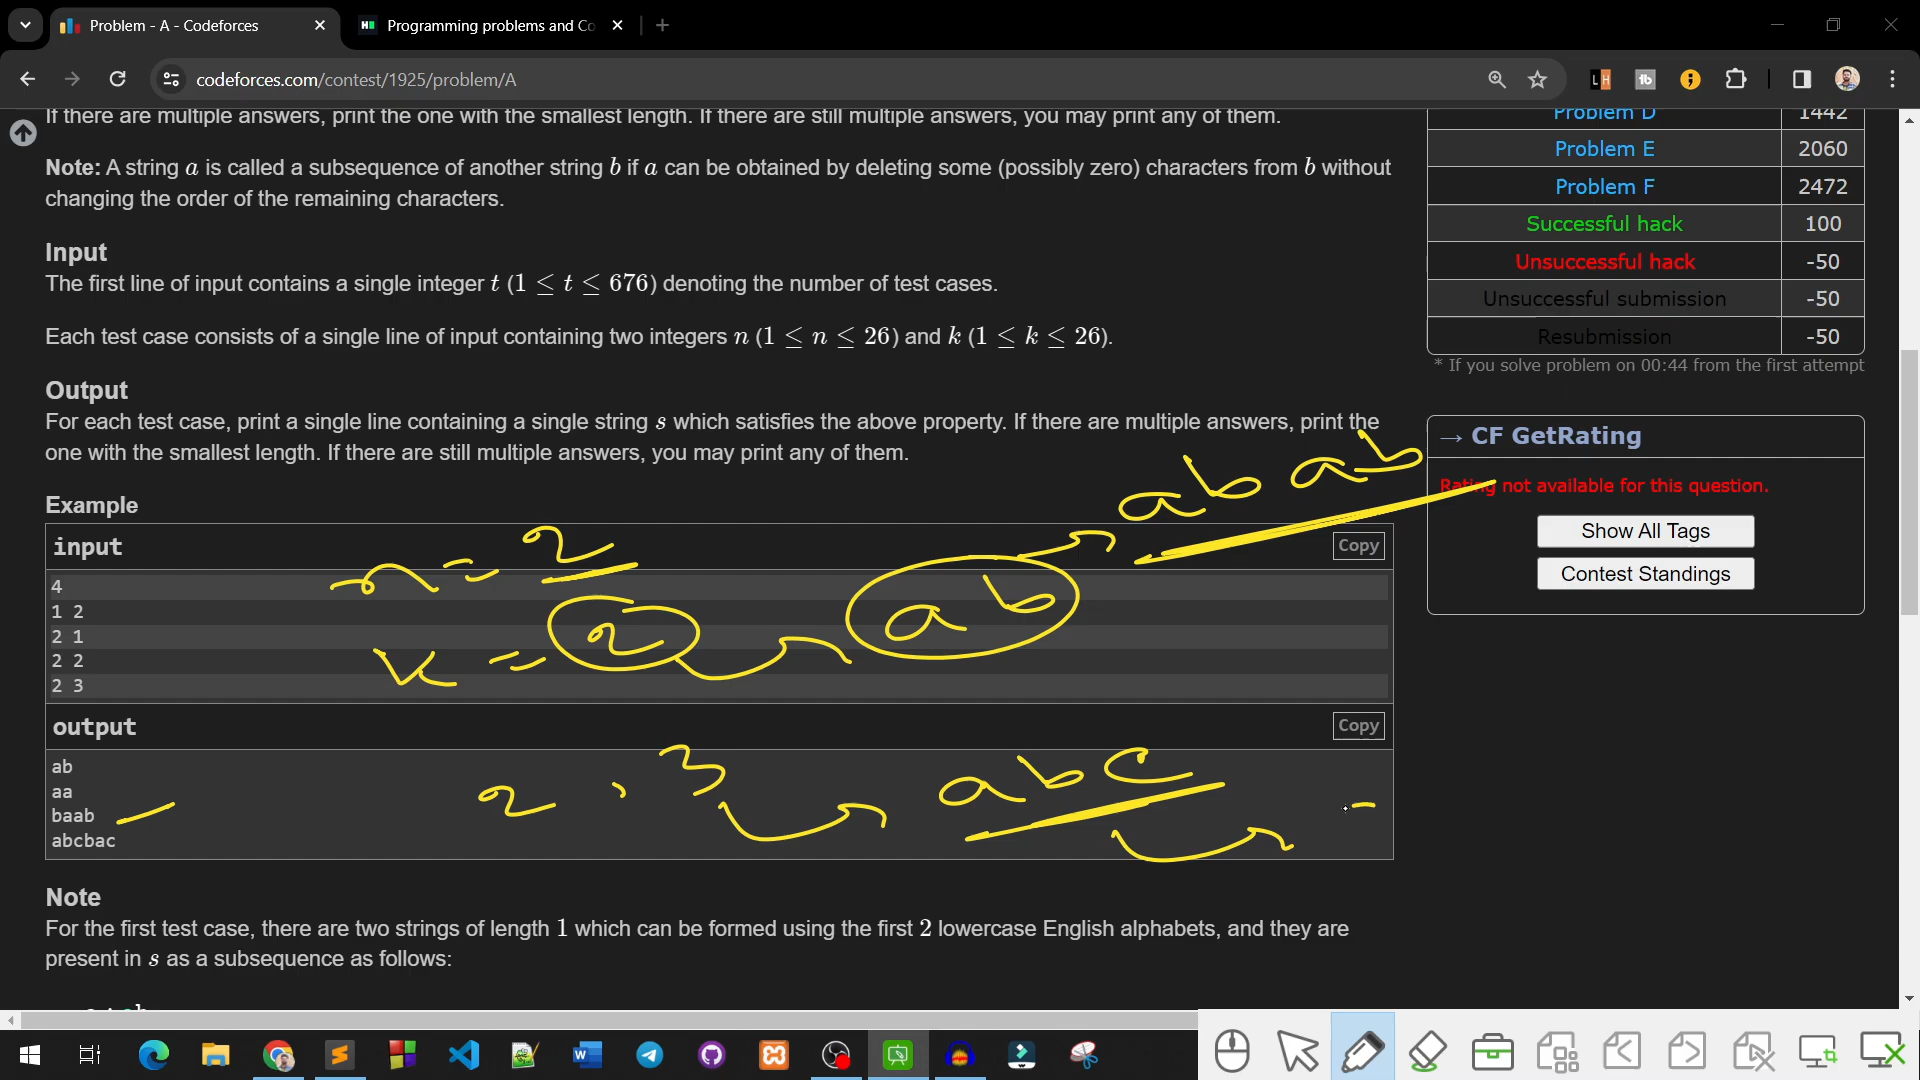 Problem - A - Codeforces
Programming problems and Co
codeforces.com/contest/1925/problem/A
If there are multiple answers, print the one with the smallest length. If there are still multiple answers, you may print any of them.
Note: A string a is called a subsequence of another string b if a can be obtained by deleting some (possibly zero) characters from b without
changing the order of the remaining characters.
Input
The first line of input contains a single integer t (1 ≤ t ≤ 676) denoting the number of test cases.
Each test case consists of a single line of input containing two integers n (1 ≤ n ≤ 26) and k (1 ≤ k ≤ 26).
Output
For each test case, print a single line containing a single string s which satisfies the above property. If there are multiple answers, print the
one with the smallest length. If there are still multiple answers, you may print any of them.
Example
input
Copy
4
1 2
2 1
2 2
2 3
n = 2
k = 2
ab
ab ab
output
Copy
ab
aa
baab
abcbac
2 , 3
abc
Note
For the first test case, there are two strings of length 1 which can be formed using the first 2 lowercase English alphabets, and they are
present in s as a subsequence as follows:
Problem D 1442
Problem E 2060
Problem F 2472
Successful hack 100
Unsuccessful hack -50
Unsuccessful submission -50
Resubmission -50
* If you solve problem on 00:44 from the first attempt
→ CF GetRating
Rating not available for this question.
Show All Tags
Contest Standings